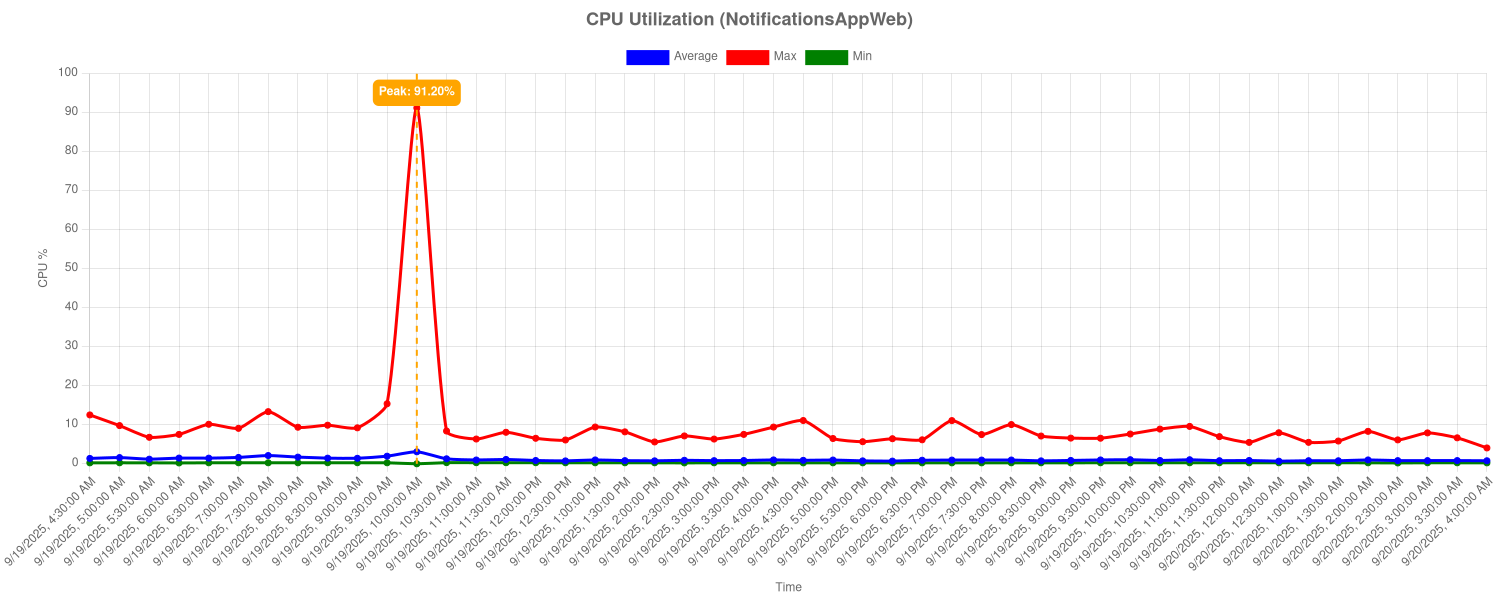 CPU Utilization (NotificationsAppWeb)
Average Max Min
Peak: 91.20%
CPU %
100
90
80
70
60
50
40
30
20
10
0
9/19/2025, 4:30:00 AM
9/19/2025, 5:00:00 AM
9/19/2025, 5:30:00 AM
9/19/2025, 6:00:00 AM
9/19/2025, 6:30:00 AM
9/19/2025, 7:00:00 AM
9/19/2025, 7:30:00 AM
9/19/2025, 8:00:00 AM
9/19/2025, 8:30:00 AM
9/19/2025, 9:00:00 AM
9/19/2025, 9:30:00 AM
9/19/2025, 10:00:00 AM
9/19/2025, 10:30:00 AM
9/19/2025, 11:00:00 AM
9/19/2025, 11:30:00 AM
9/19/2025, 12:00:00 PM
9/19/2025, 12:30:00 PM
9/19/2025, 1:00:00 PM
9/19/2025, 1:30:00 PM
9/19/2025, 2:00:00 PM
9/19/2025, 2:30:00 PM
9/19/2025, 3:00:00 PM
9/19/2025, 3:30:00 PM
9/19/2025, 4:00:00 PM
9/19/2025, 4:30:00 PM
9/19/2025, 5:00:00 PM
9/19/2025, 5:30:00 PM
9/19/2025, 6:00:00 PM
9/19/2025, 6:30:00 PM
9/19/2025, 7:00:00 PM
9/19/2025, 7:30:00 PM
9/19/2025, 8:00:00 PM
9/19/2025, 8:30:00 PM
9/19/2025, 9:00:00 PM
9/19/2025, 9:30:00 PM
9/19/2025, 10:00:00 PM
9/19/2025, 10:30:00 PM
9/19/2025, 11:00:00 PM
9/19/2025, 11:30:00 PM
9/20/2025, 12:00:00 AM
9/20/2025, 12:30:00 AM
9/20/2025, 1:00:00 AM
9/20/2025, 1:30:00 AM
9/20/2025, 2:00:00 AM
9/20/2025, 2:30:00 AM
9/20/2025, 3:00:00 AM
9/20/2025, 3:30:00 AM
9/20/2025, 4:00:00 AM
Time